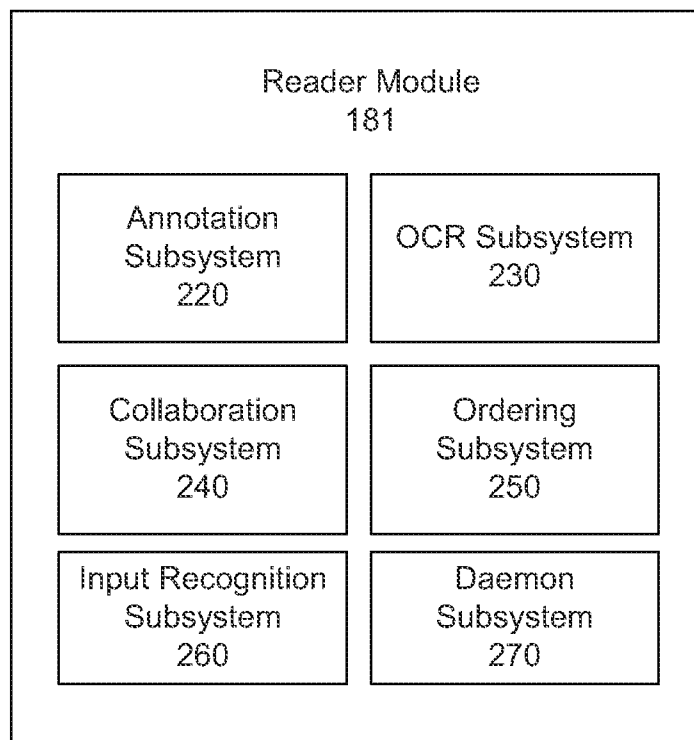 Reader Module
181
Annotation
Subsystem
220
OCR Subsystem
230
Collaboration
Subsystem
240
Ordering
Subsystem
250
Input Recognition
Subsystem
260
Daemon
Subsystem
270